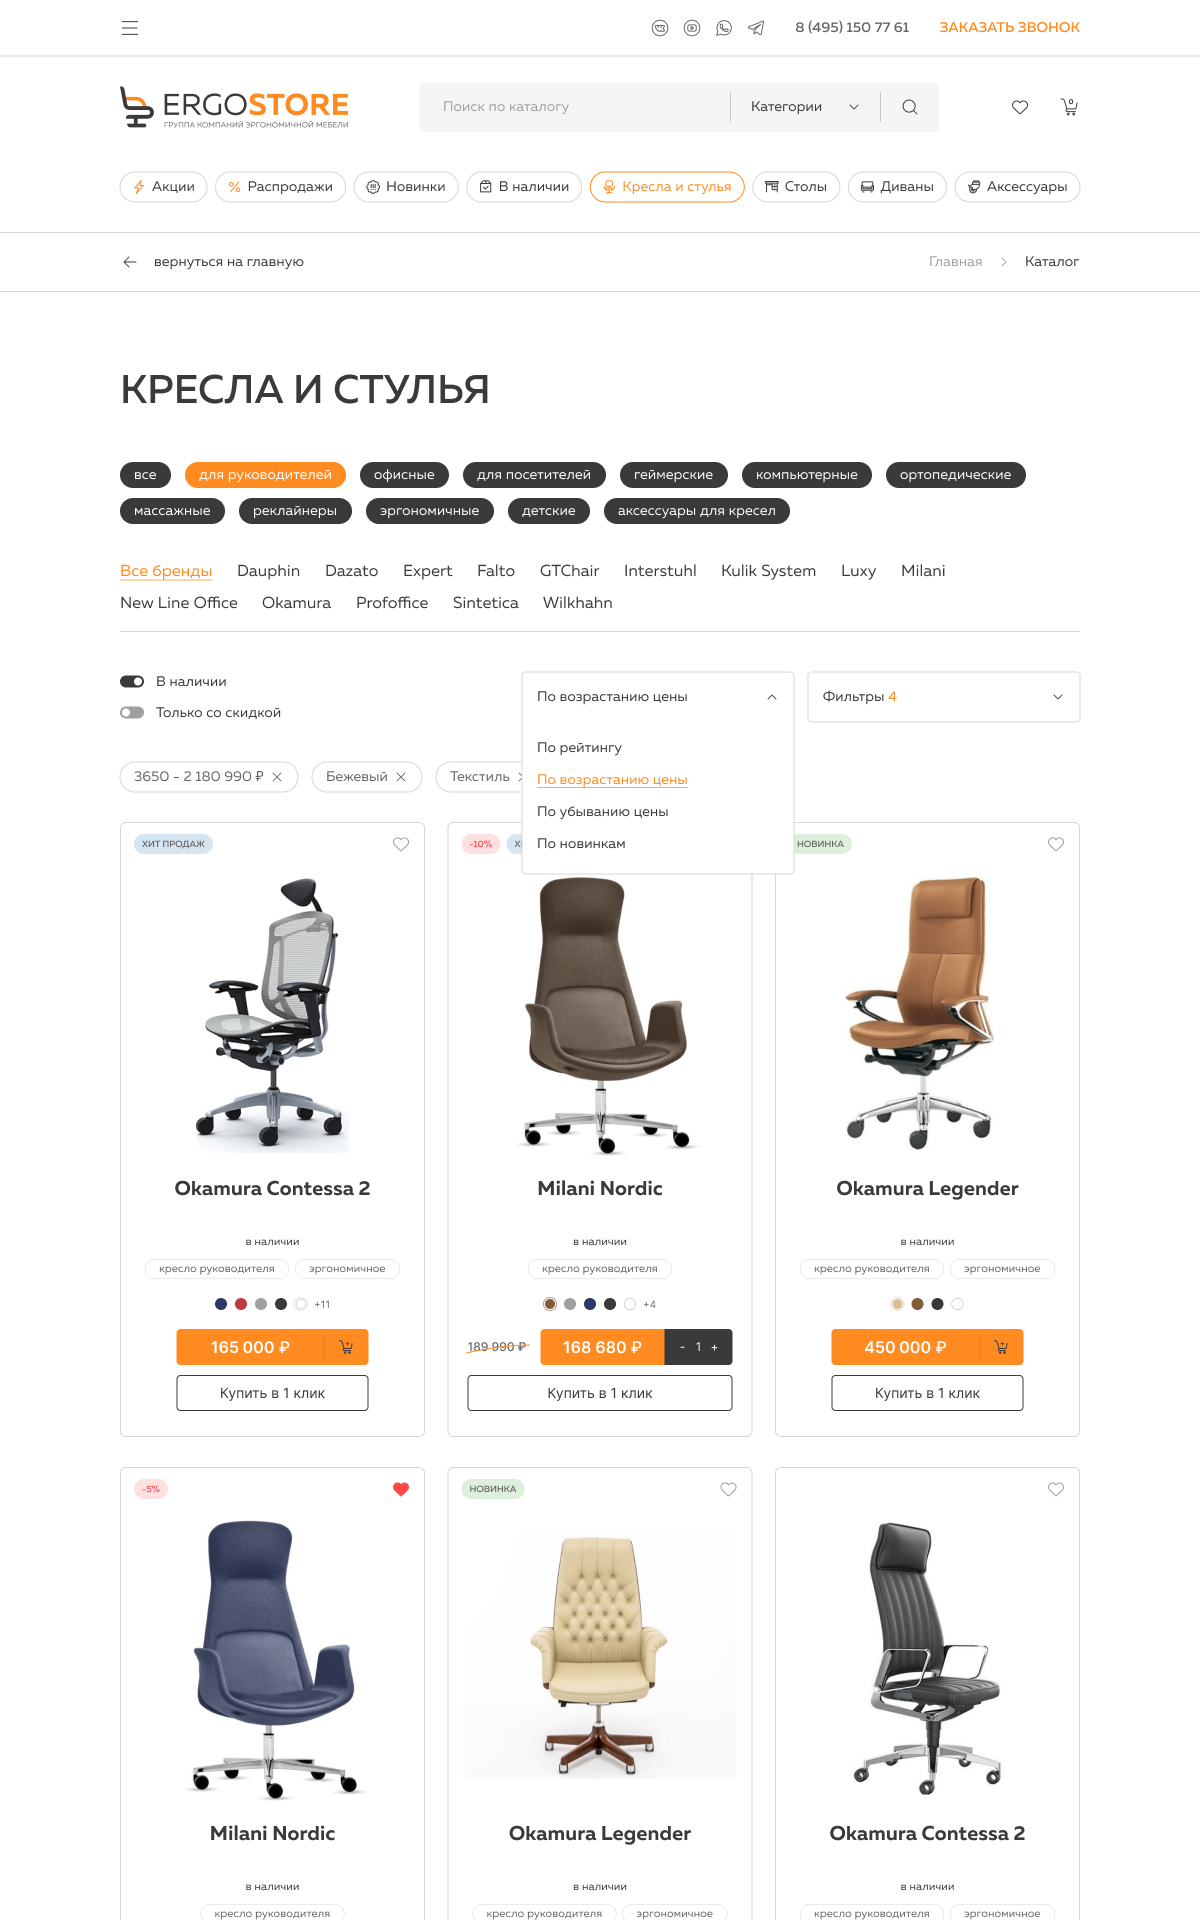 8 (495) 150 77 61 ЗАКАЗАТЬ ЗВОНОК
ERGOSTORE
ГРУППА КОМПАНИЙ ЭРГОНОМИЧНОЙ МЕБЕЛИ
Поиск по каталогу Категории 0
Акции Распродажи Новинки В наличии Кресла и стулья Столы Диваны Аксессуары
вернуться на главную Главная Каталог
КРЕСЛА И СТУЛЬЯ
все для руководителей офисные для посетителей геймерские компьютерные ортопедические
массажные реклайнеры эргономичные детские аксессуары для кресел
Все бренды Dauphin Dazato Expert Falto GTChair Interstuhl Kulik System Luxy Milani
New Line Office Okamura Profoffice Sintetica Wilkhahn
В наличии По возрастанию цены Фильтры 4
Только со скидкой
По рейтингу
3650 - 2 180 990 ₽ Бежевый Текстиль По возрастанию цены
По убыванию цены
ХИТ ПРОДАЖ -10% По новинкам НОВИНКА
Okamura Contessa 2 Milani Nordic Okamura Legender
в наличии в наличии в наличии
кресло руководителя эргономичное кресло руководителя кресло руководителя эргономичное
+11 +4
165 000 ₽ 189 990 ₽ 168 680 ₽ - 1 + 450 000 ₽
Купить в 1 клик Купить в 1 клик Купить в 1 клик
-5% НОВИНКА
Milani Nordic Okamura Legender Okamura Contessa 2
в наличии в наличии в наличии
кресло руководителя кресло руководителя эргономичное кресло руководителя эргономичное